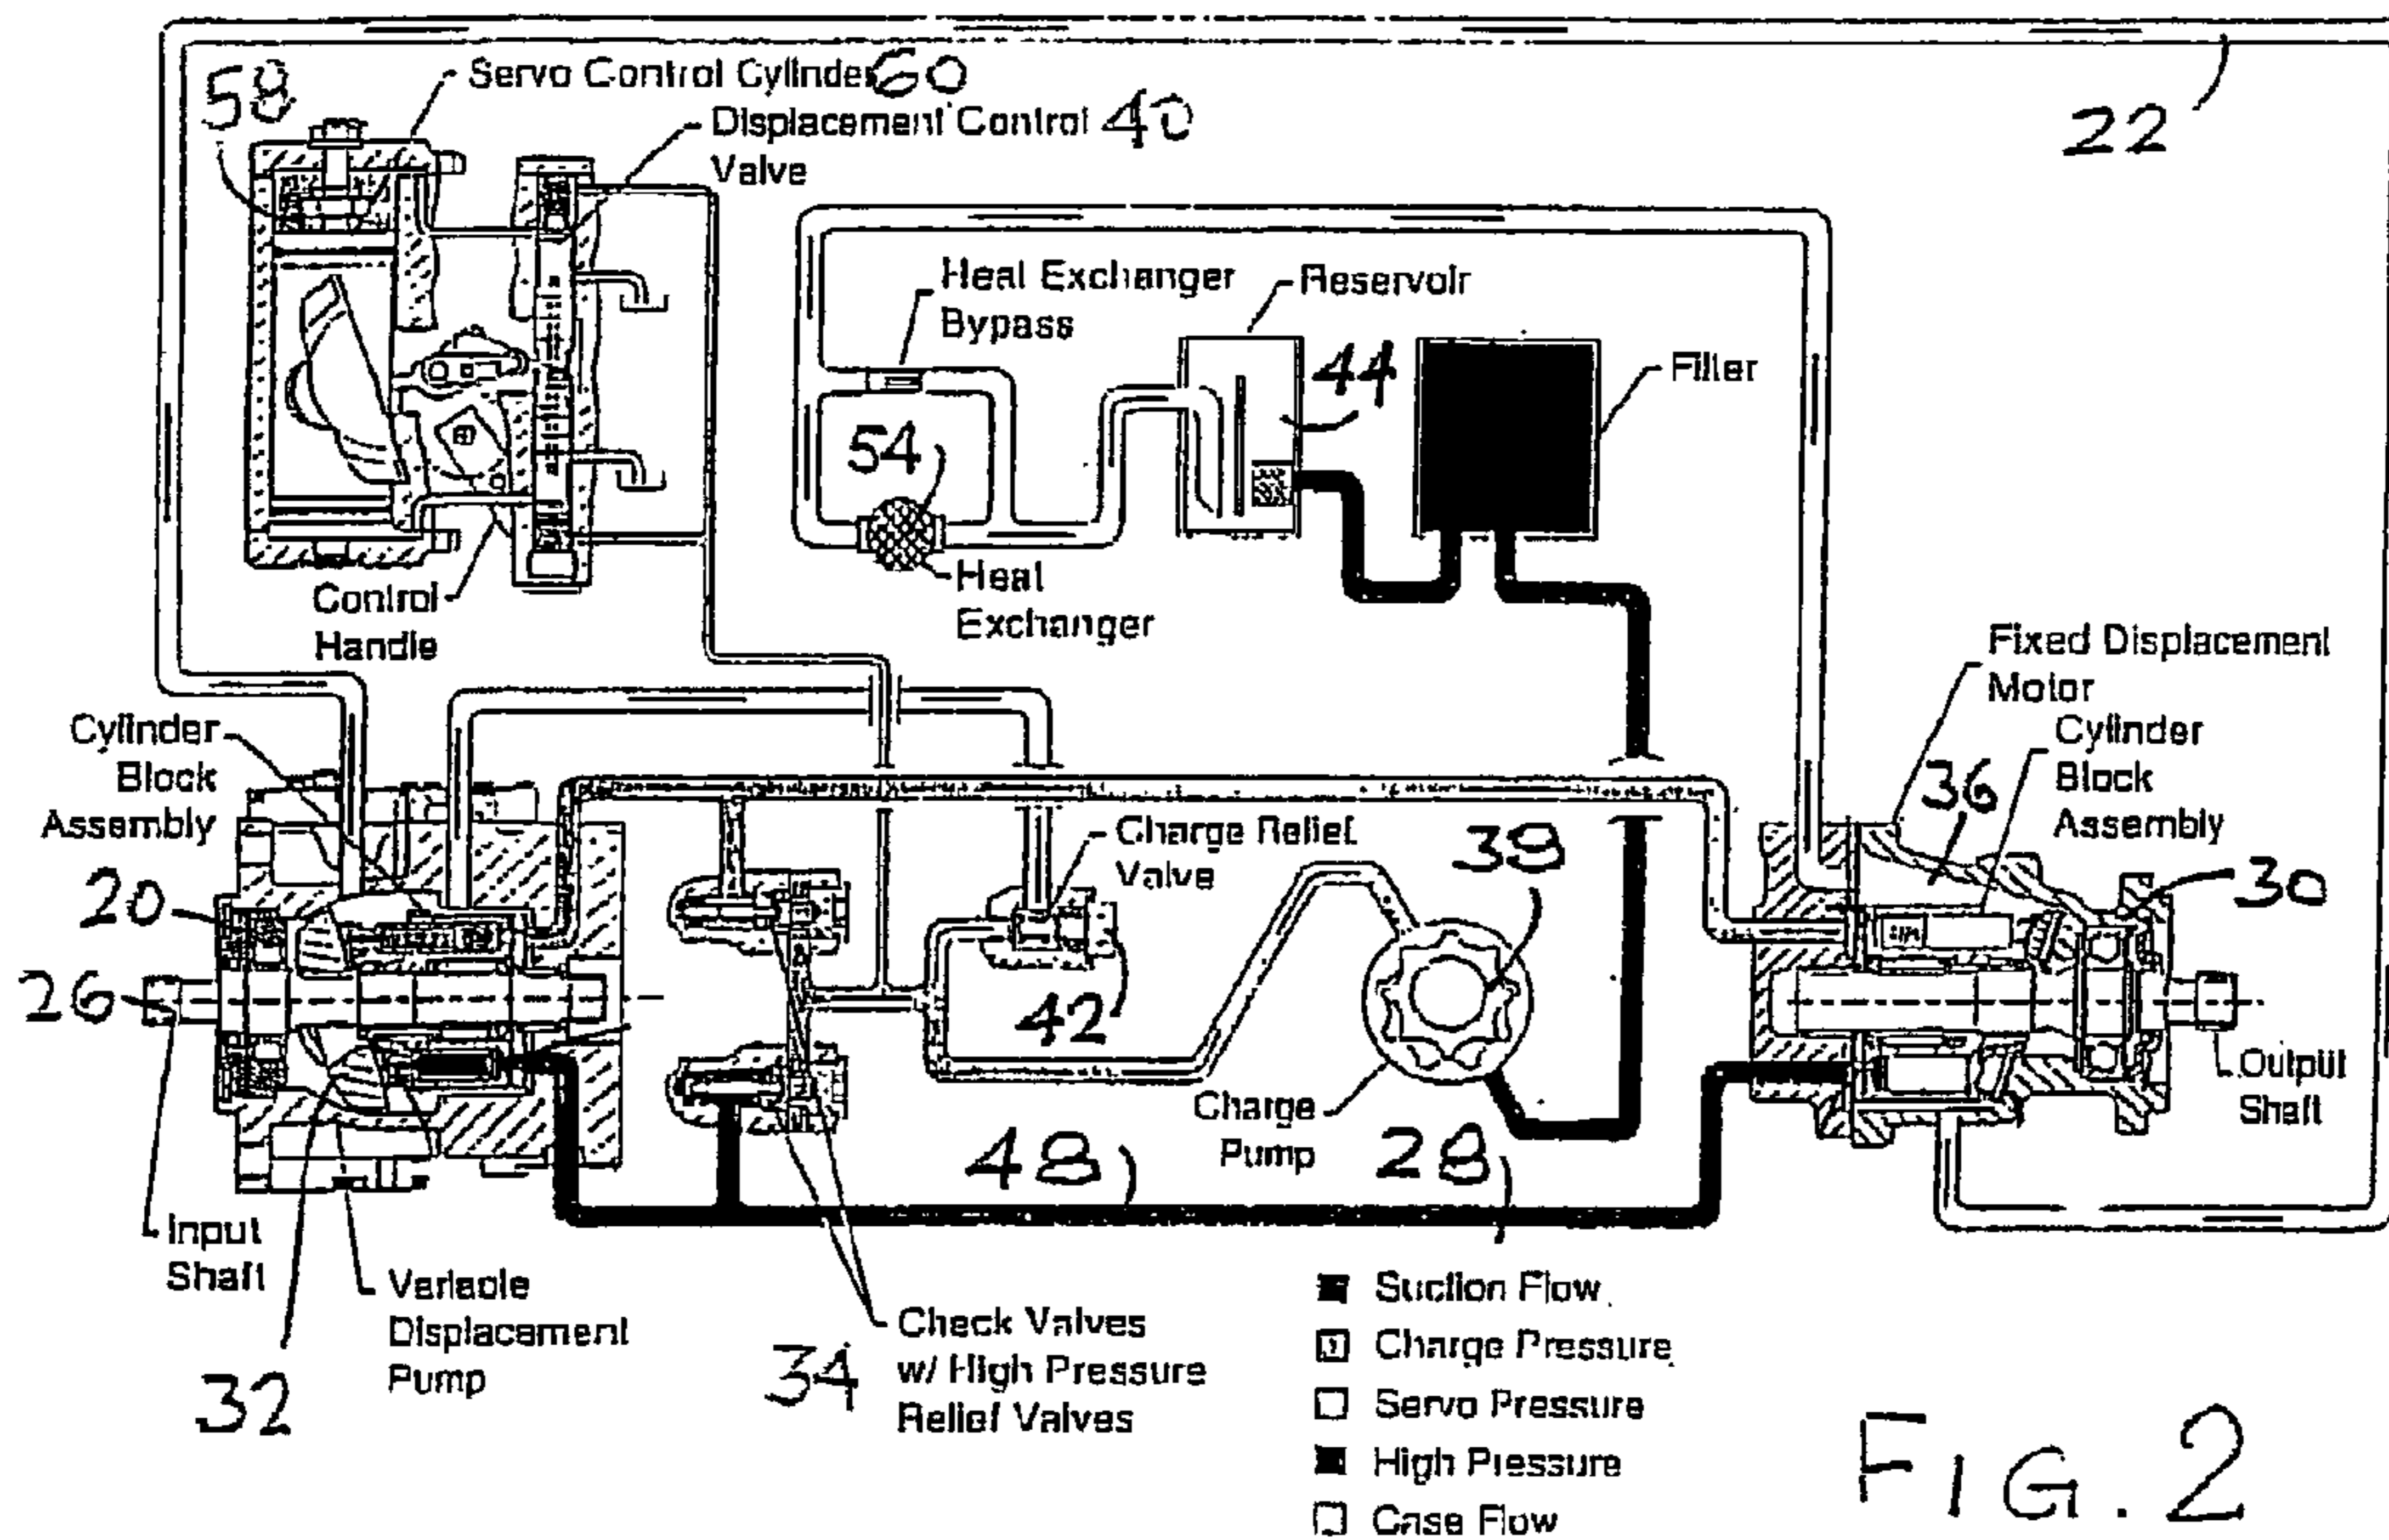 58
Servo Control Cylinder 60
Displacement Control 40
Valve
22
Heat Exchanger
Bypass
Reservoir
44
Filter
54
Heat
Exchanger
Control
Handle
Fixed Displacement
Motor
Cylinder
Block
Assembly
36
Cylinder
Block
Assembly
Charge Relief
Valve
39
30
20
26
42
Charge
Pump
28
48
Output
Shaft
Input
Shaft
Variable
Displacement
Pump
32
34
Check Valves
w/ High Pressure
Relief Valves
Suction Flow
Charge Pressure
Servo Pressure
High Pressure
Case Flow
FIG. 2